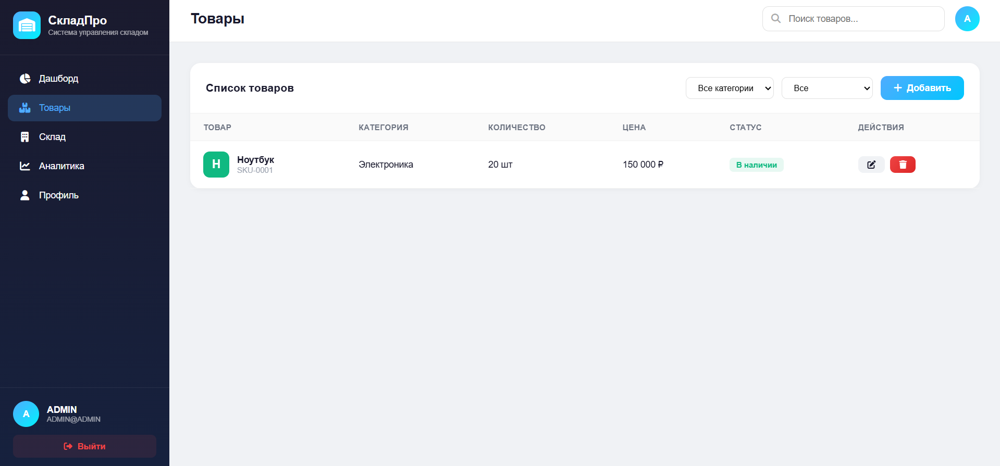 СкладПро
Система управления складом
Дашборд
Товары
Склад
Аналитика
Профиль
A
ADMIN
ADMIN@ADMIN
Выйти
Товары
Поиск товаров...
A
Список товаров
Все категории
Все
Добавить
ТОВАР КАТЕГОРИЯ КОЛИЧЕСТВО ЦЕНА СТАТУС ДЕЙСТВИЯ
Н
Ноутбук
SKU-0001
Электроника
20 шт
150 000 ₽
В наличии